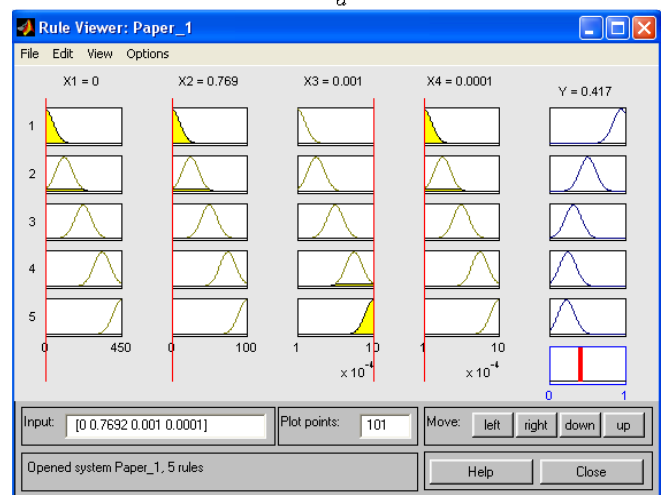 d
Rule Viewer: Paper_1
File Edit View Options
X1 = 0 X2 = 0.769 X3 = 0.001 X4 = 0.0001 Y = 0.417
1
2
3
4
5
0 450 0 100 1 10 1 10
x 10⁻⁴ x 10⁻⁴
0 1
Input: [0 0.7692 0.001 0.0001] Plot points: 101 Move: left right down up
Opened system Paper_1, 5 rules Help Close